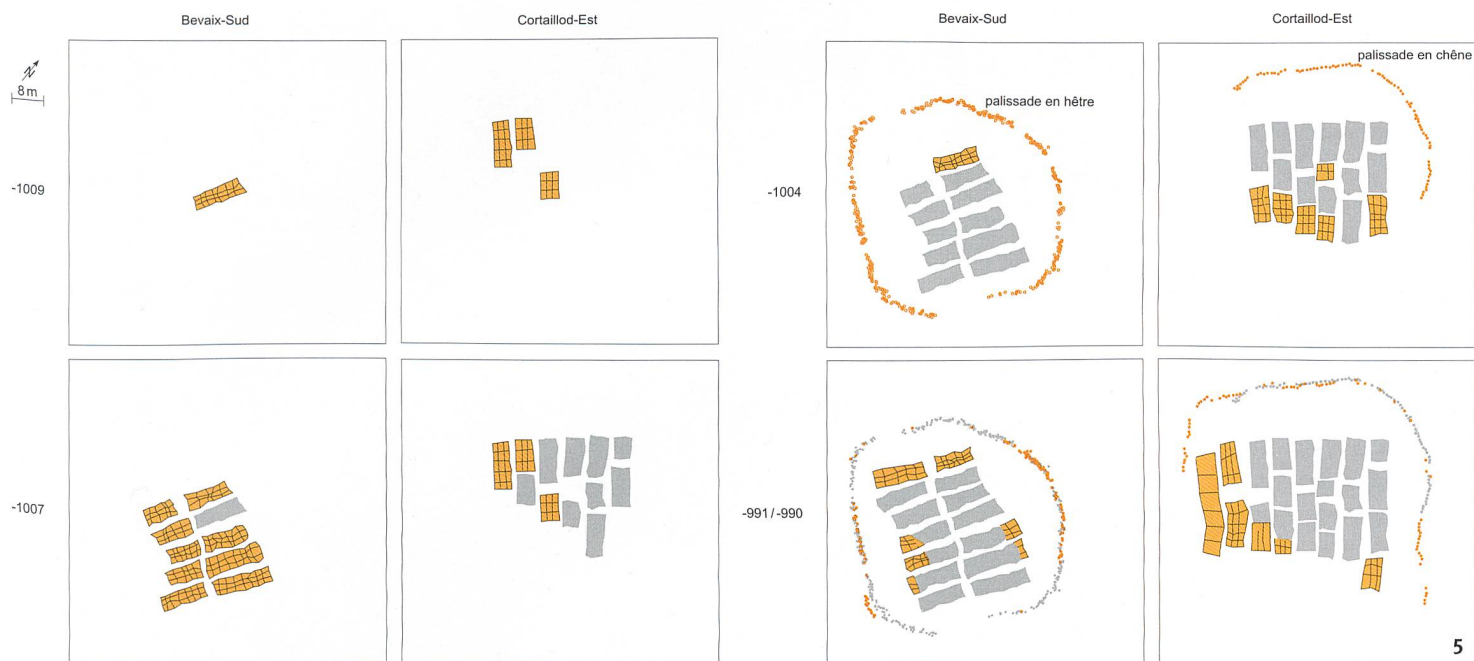 Bevaix-Sud
Cortaillod-Est
Bevaix-Sud
Cortaillod-Est
N
8 m
palissade en hêtre
palissade en chêne
-1009
-1004
-1007
-991 / -990
5